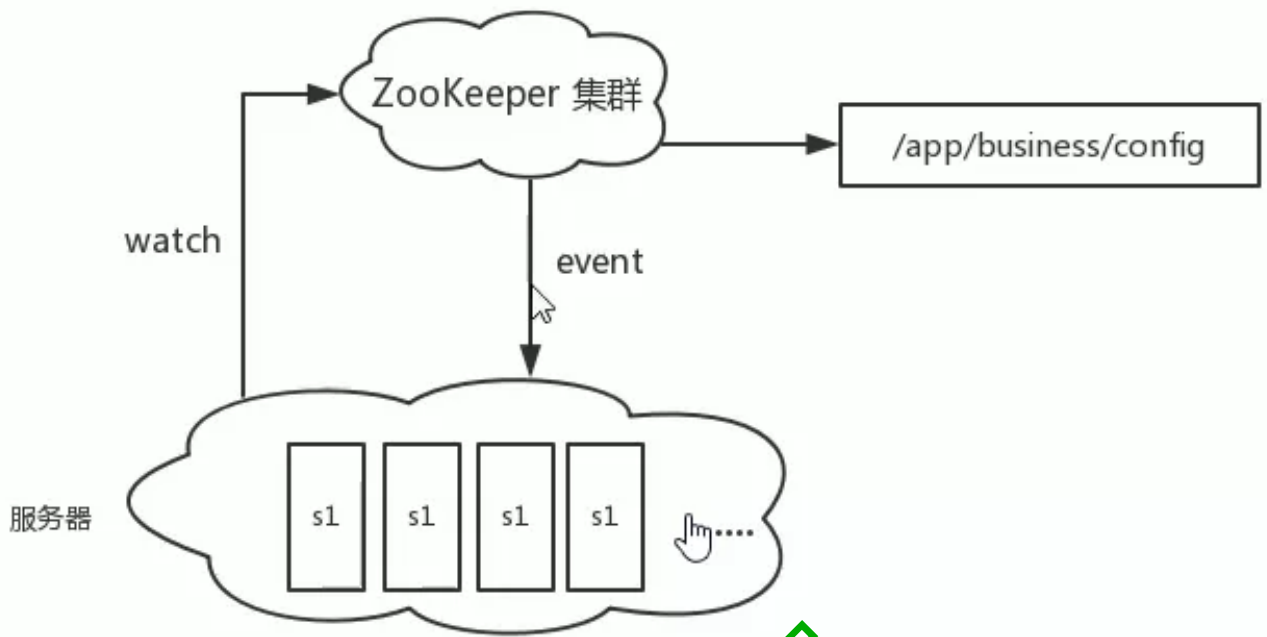 ZooKeeper 集群
/app/business/config
watch
event
服务器
s1 s1 s1 s1 .....